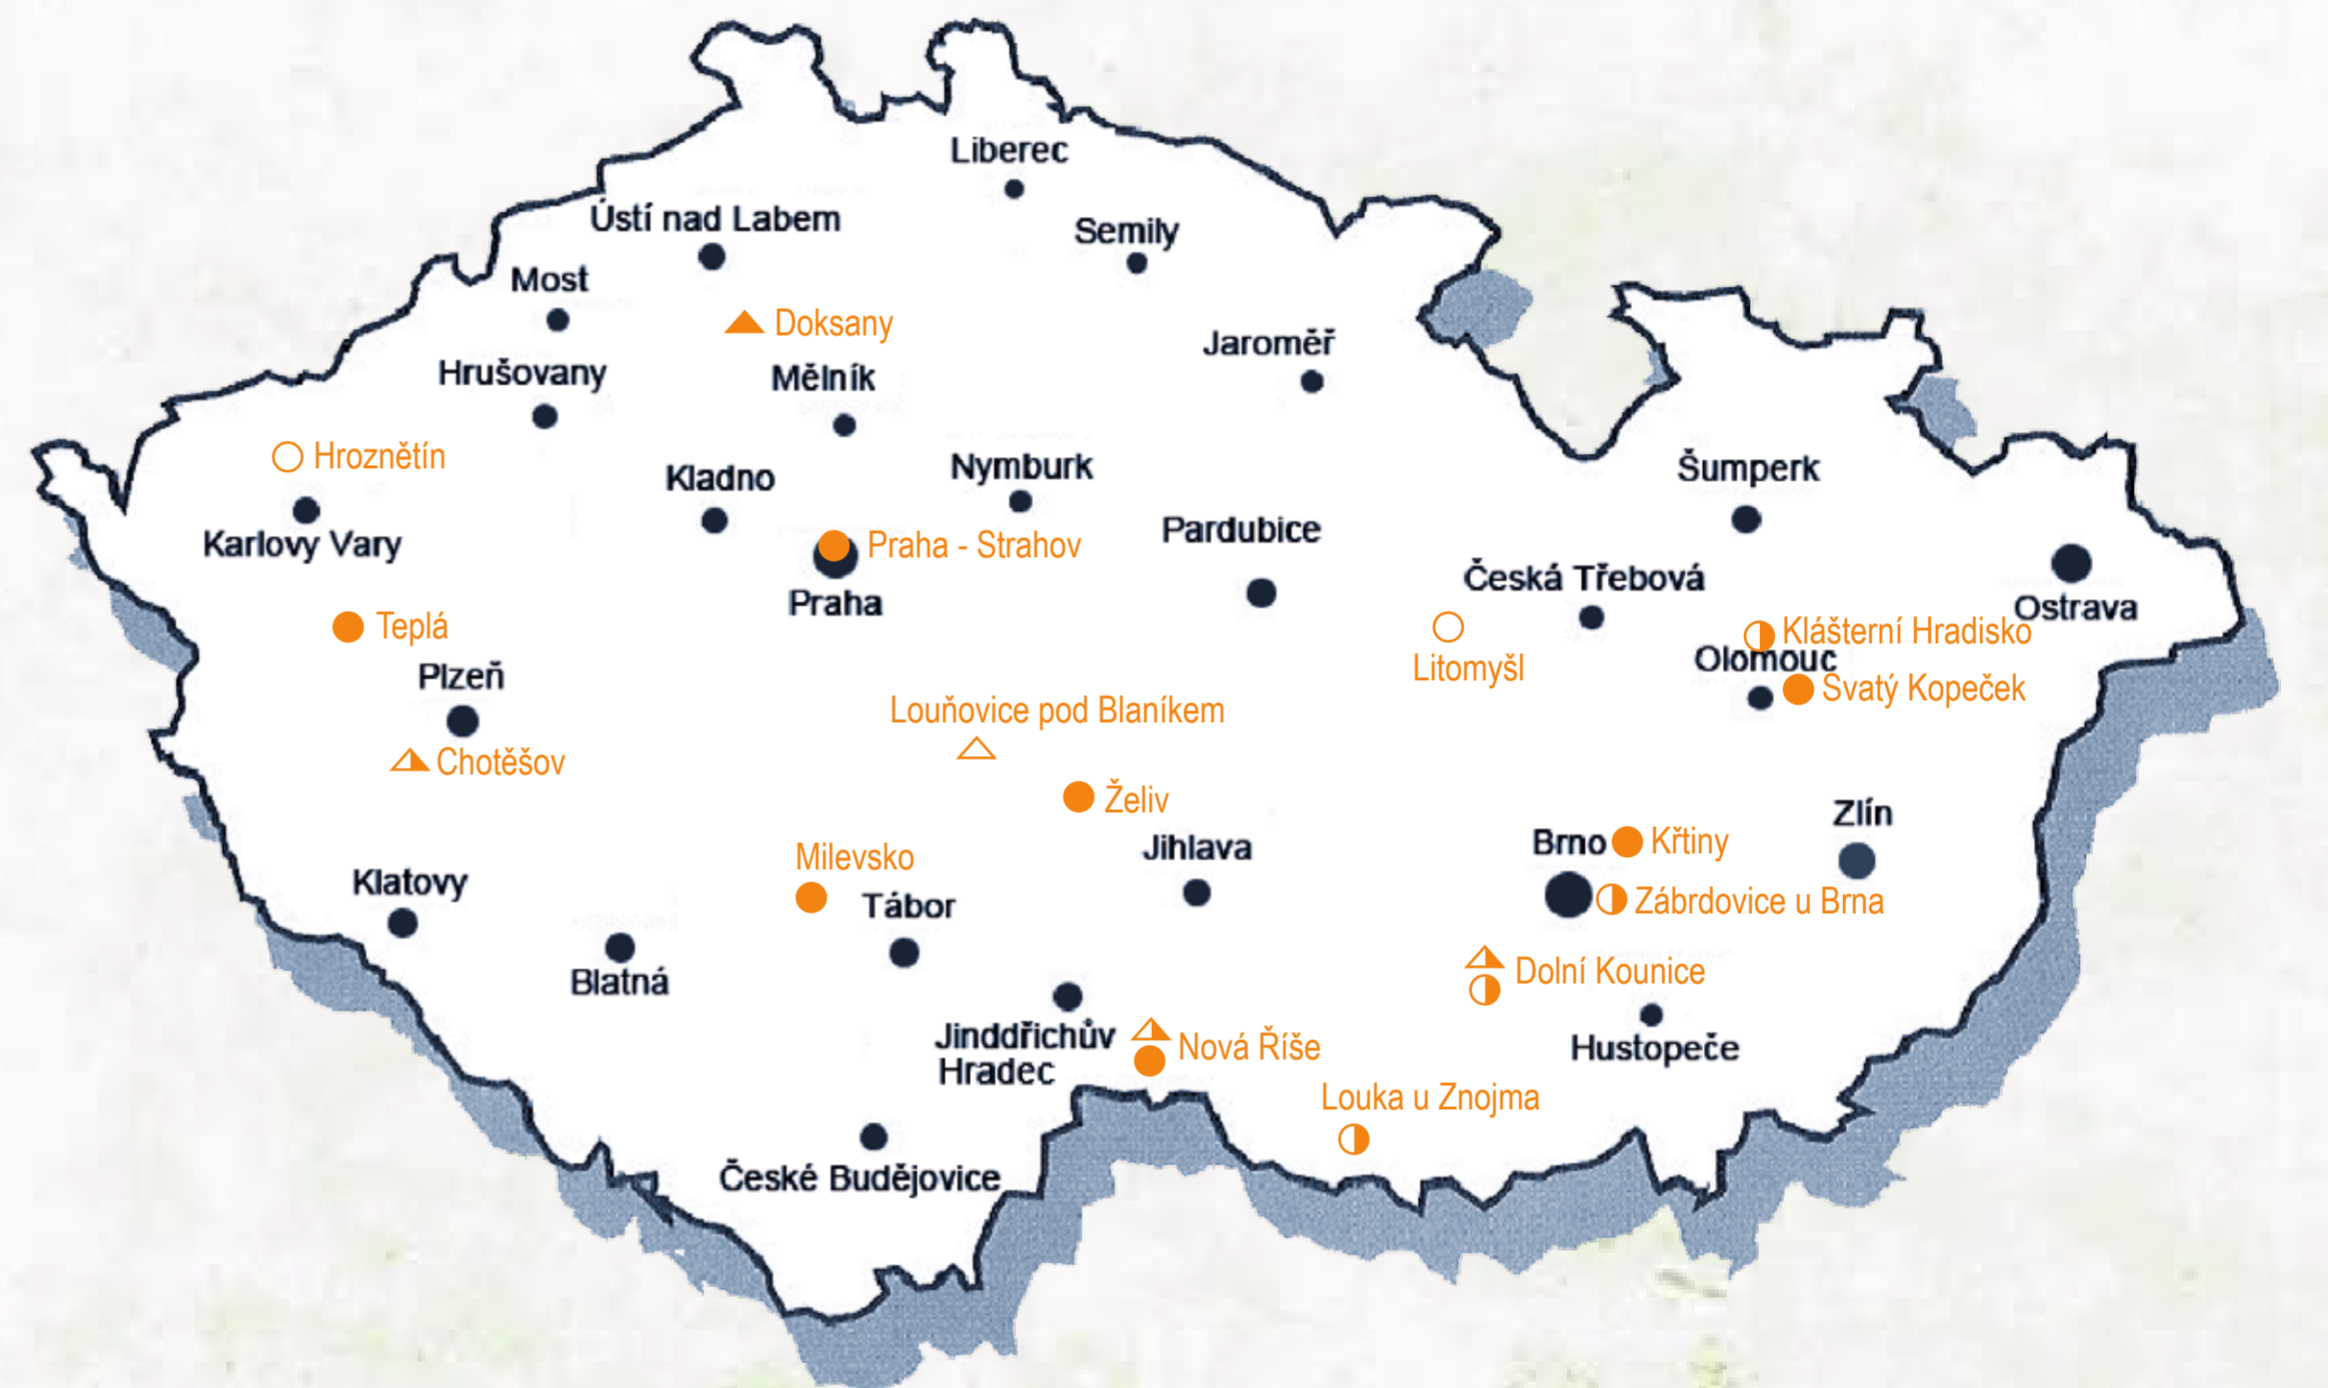 Liberec
Ústí nad Labem
Semily
Most
Doksany
Jaroměř
Hrušovany
Mělník
Hroznětín
Kladno
Nymburk
Šumperk
Karlovy Vary
Praha - Strahov
Pardubice
Česká Třebová
Praha
Ostrava
Teplá
Klášterní Hradisko
Olomouc
Litomyšl
Plzeň
Svatý Kopeček
Louňovice pod Blaníkem
Chotěšov
Želiv
Zlín
Brno
Křtiny
Jihlava
Milevsko
Klatovy
Tábor
Zábrdovice u Brna
Blatná
Dolní Kounice
Jinddřichův
Hradec
Nová Říše
Hustopeče
Louka u Znojma
České Budějovice